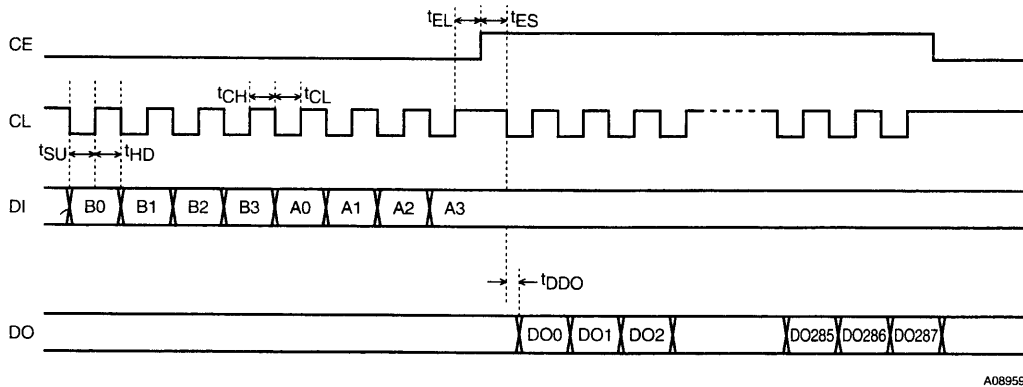 tEL tES
CE
tCH tCL
CL
tSU tHD
DI B0 B1 B2 B3 A0 A1 A2 A3
tDDO
DO DO0 DO1 DO2 DO285 DO286 DO287
A08959